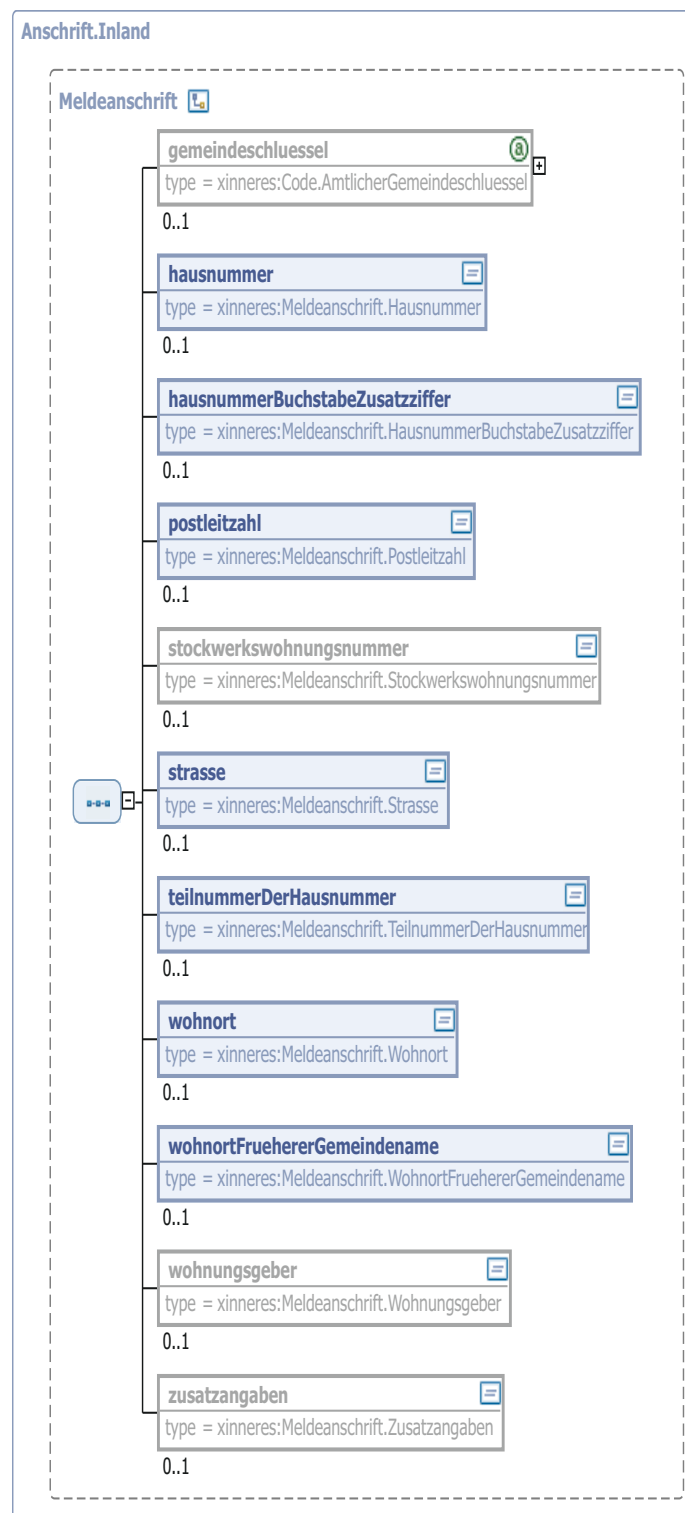 Anschrift.Inland
Meldeanschrift
gemeindeschluessel
type = xinneres:Code.AmtlicherGemeindeschluessel
0..1
hausnummer
type = xinneres:Meldeanschrift.Hausnummer
0..1
hausnummerBuchstabeZusatzziffer
type = xinneres:Meldeanschrift.HausnummerBuchstabeZusatzziffer
0..1
postleitzahl
type = xinneres:Meldeanschrift.Postleitzahl
0..1
stockwerkswohnungsnummer
type = xinneres:Meldeanschrift.Stockwerkswohnungsnummer
0..1
strasse
type = xinneres:Meldeanschrift.Strasse
0..1
teilnummerDerHausnummer
type = xinneres:Meldeanschrift.TeilnummerDerHausnummer
0..1
wohnort
type = xinneres:Meldeanschrift.Wohnort
0..1
wohnortFruehererGemeindename
type = xinneres:Meldeanschrift.WohnortFruehererGemeindename
0..1
wohnungsgeber
type = xinneres:Meldeanschrift.Wohnungsgeber
0..1
zusatzangaben
type = xinneres:Meldeanschrift.Zusatzangaben
0..1